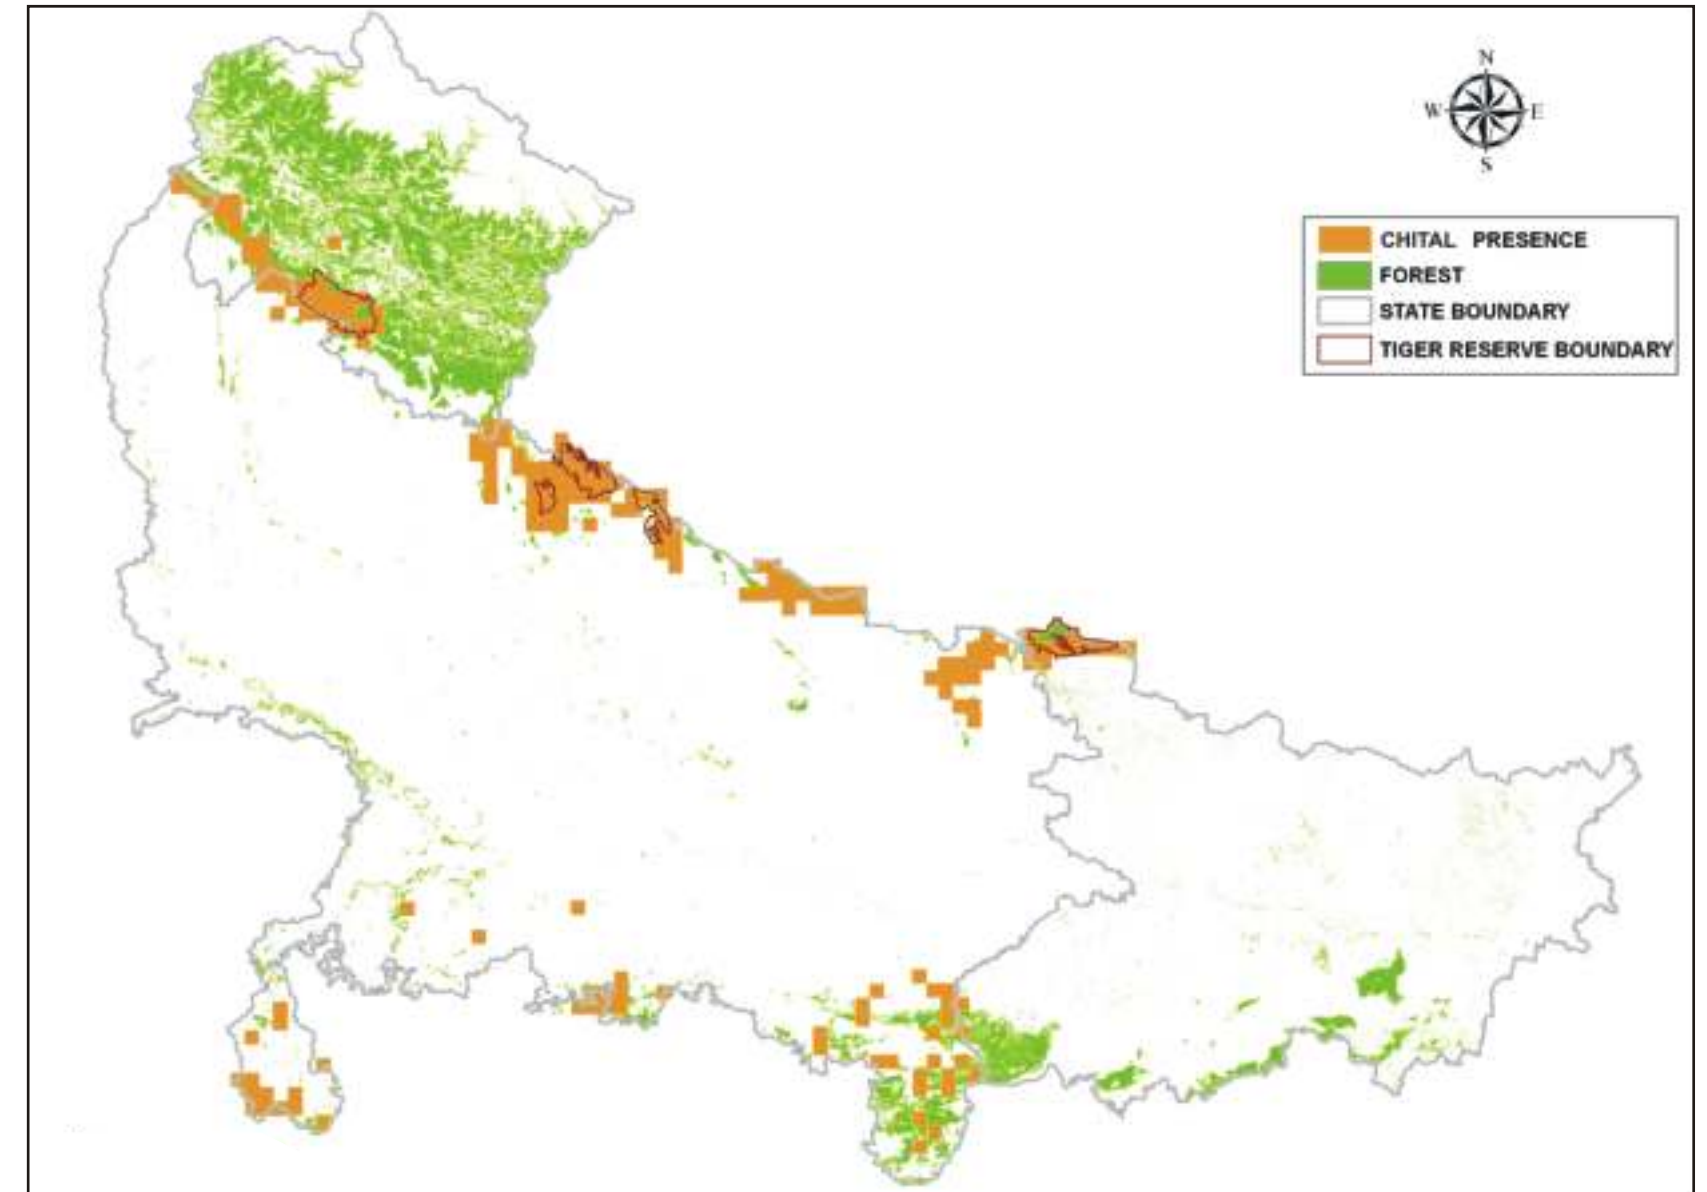 N
W E
S
CHITAL PRESENCE
FOREST
STATE BOUNDARY
TIGER RESERVE BOUNDARY